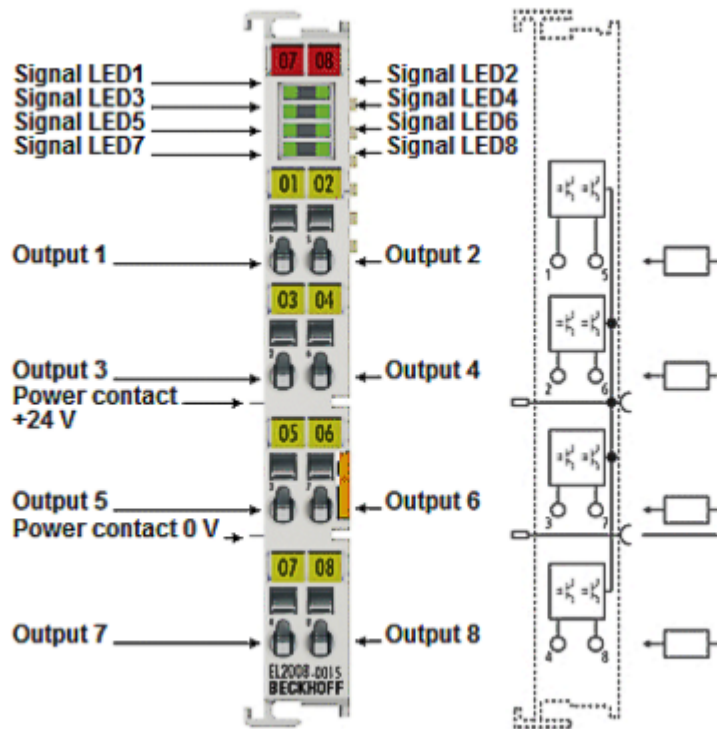 07 08
Signal LED1
Signal LED2
Signal LED3
Signal LED4
Signal LED5
Signal LED6
Signal LED7
Signal LED8
01 02
Output 1
Output 2
1 5
03 04
Output 3
Output 4
2 6
Power contact
+24 V
05 06
Output 5
Output 6
3 7
Power contact 0 V
07 08
Output 7
Output 8
4 8
EL2008-0015
BECKHOFF